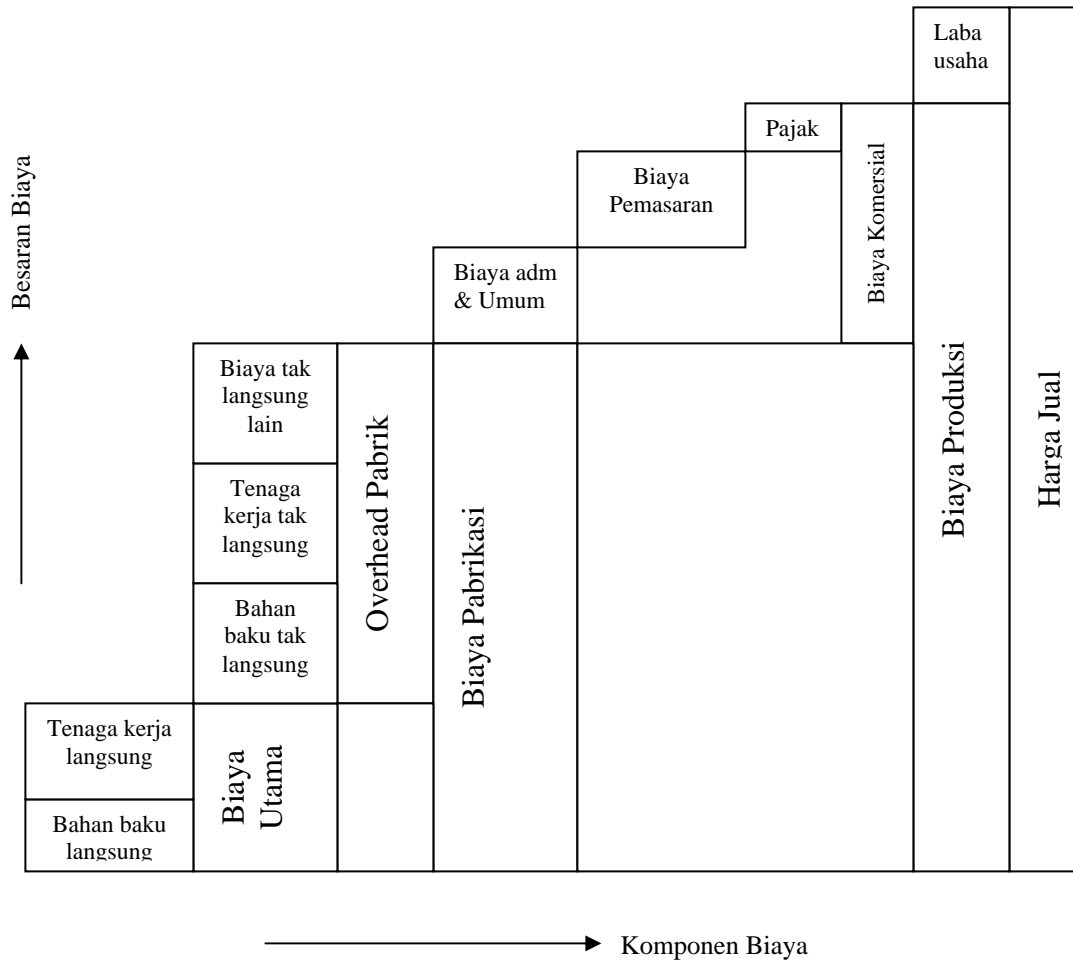 Laba
usaha
Pajak
Biaya
Pemasaran
Biaya Komersial
Besaran Biaya
Biaya adm
& Umum
Biaya tak
langsung
lain
Overhead Pabrik
Biaya Pabrikasi
Biaya Produksi
Harga Jual
Tenaga
kerja tak
langsung
Bahan
baku tak
langsung
Tenaga kerja
langsung
Biaya
Utama
Bahan baku
langsung
Komponen Biaya